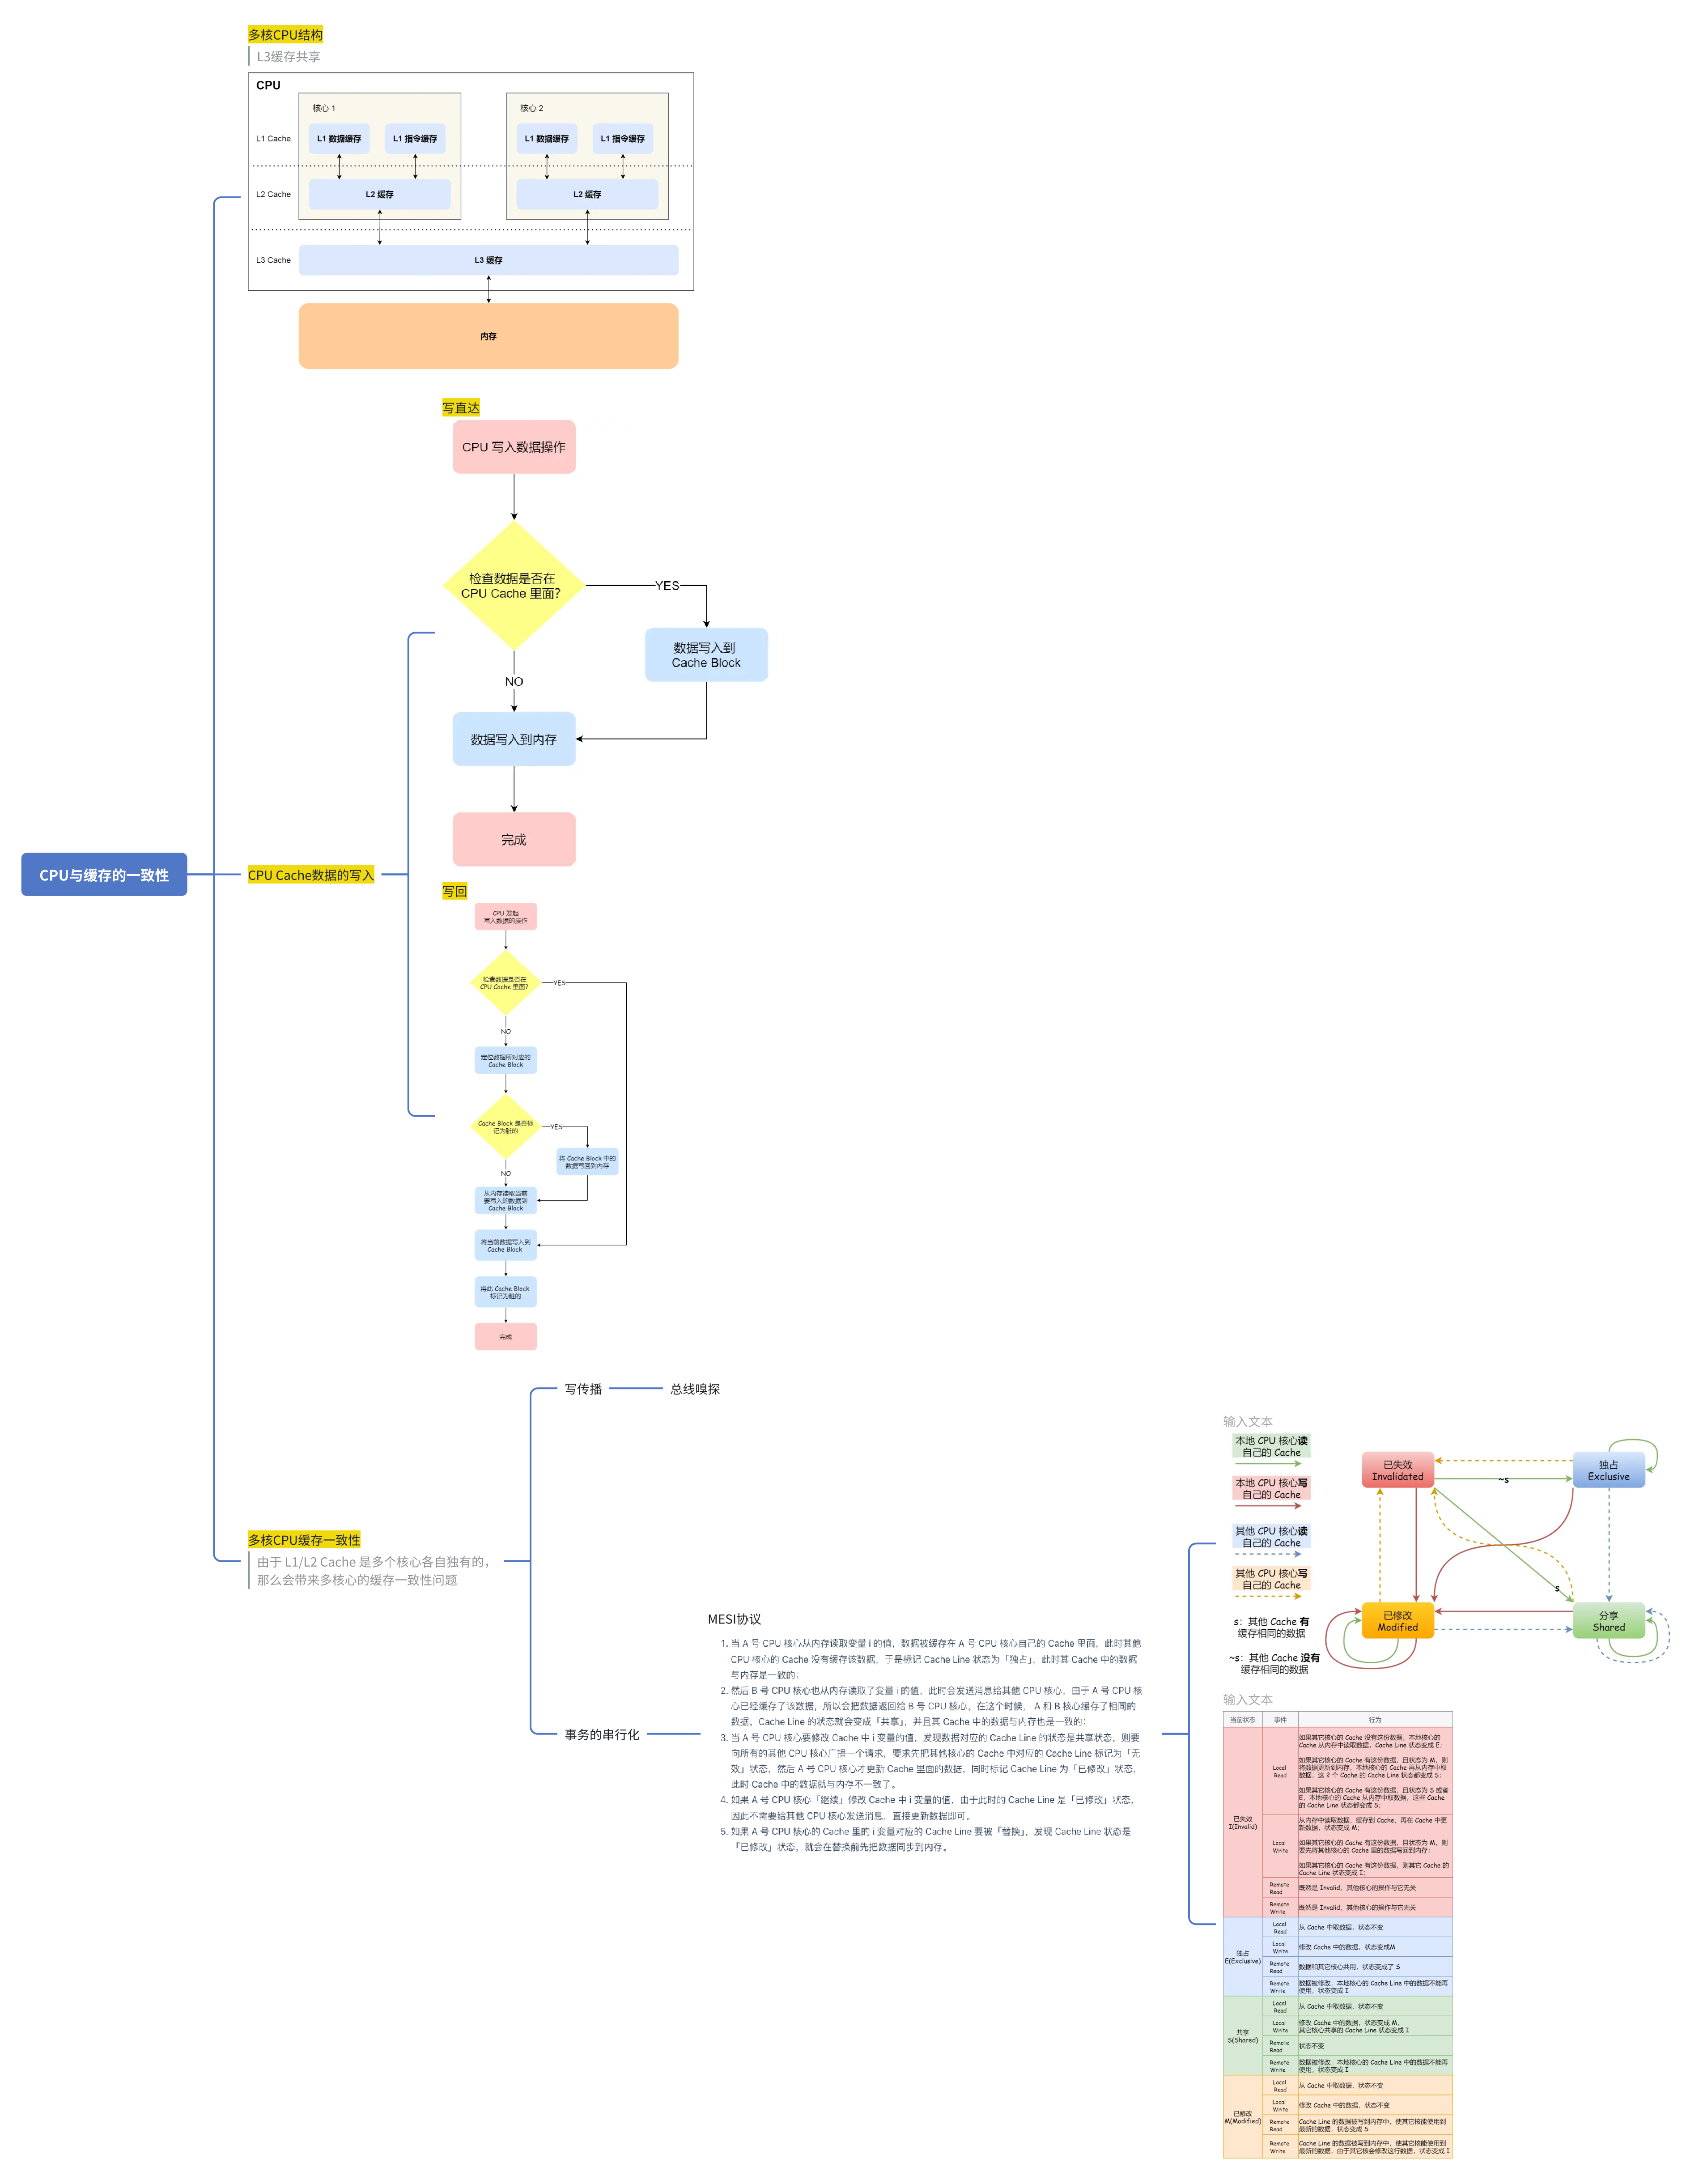 多核CPU结构
L3缓存共享
CPU
核心 1
核心 2
L1 Cache
L1 数据缓存
L1 指令缓存
L1 数据缓存
L1 指令缓存
L2 Cache
L2 缓存
L2 缓存
L3 Cache
L3 缓存
内存
写直达
CPU 写入数据操作
检查数据是否在
CPU Cache 里面?
YES
数据写入到
Cache Block
NO
数据写入到内存
完成
CPU与缓存的一致性
CPU Cache数据的写入
写回
CPU 发起
写入数据的操作
检查数据是否在
CPU Cache 里面?
YES
NO
定位数据所对应的
Cache Block
Cache Block 是否标
记为脏的
YES
将 Cache Block 中的
数据写回到内存
NO
从内存读取当前
要写入的数据到
Cache Block
将当前数据写入到
Cache Block
将此 Cache Block
标记为脏的
完成
多核CPU缓存一致性
由于 L1/L2 Cache 是多个核心各自独有的，
那么会带来多核心的缓存一致性问题
写传播
总线嗅探
事务的串行化
MESI协议
1. 当 A 号 CPU 核心从内存读取变量 i 的值，数据被缓存在 A 号 CPU 核心自己的 Cache 里面，此时其他
CPU 核心的 Cache 没有缓存该数据，于是标记 Cache Line 状态为「独占」，此时其 Cache 中的数据
与内存是一致的；
2. 然后 B 号 CPU 核心也从内存读取了变量 i 的值，此时会发送消息给其他 CPU 核心，由于 A 号 CPU 核
心已经缓存了该数据，所以会把数据返回给 B 号 CPU 核心。在这个时候， A 和 B 核心缓存了相同的
数据，Cache Line 的状态就会变成「共享」，并且其 Cache 中的数据与内存也是一致的；
3. 当 A 号 CPU 核心要修改 Cache 中 i 变量的值，发现数据对应的 Cache Line 的状态是共享状态，则要
向所有的其他 CPU 核心广播一个请求，要求先把其他核心的 Cache 中对应的 Cache Line 标记为「无
效」状态，然后 A 号 CPU 核心才更新 Cache 里面的数据，同时标记 Cache Line 为「已修改」状态，
此时 Cache 中的数据就与内存不一致了。
4. 如果 A 号 CPU 核心「继续」修改 Cache 中 i 变量的值，由于此时的 Cache Line 是「已修改」状态，
因此不需要给其他 CPU 核心发送消息，直接更新数据即可。
5. 如果 A 号 CPU 核心的 Cache 里的 i 变量对应的 Cache Line 要被「替换」，发现 Cache Line 状态是
「已修改」状态，就会在替换前先把数据同步到内存。
输入文本
本地 CPU 核心读
自己的 Cache
本地 CPU 核心写
自己的 Cache
其他 CPU 核心读
自己的 Cache
其他 CPU 核心写
自己的 Cache
s：其他 Cache 有
缓存相同的数据
~s：其他 Cache 没有
缓存相同的数据
已失效
Invalidated
~s
独占
Exclusive
s
已修改
Modified
分享
Shared
输入文本
当前状态
事件
行为
已失效
I(Invalid)
Local
Read
如果其它核心的 Cache 没有这份数据，本地核心的
Cache 从内存中读取数据，Cache Line 状态变成 E；
如果其它核心的 Cache 有这份数据，且状态为 M，则
将数据更新到内存，本地核心的 Cache 再从内存中取
数据，这 2 个 Cache 的 Cache Line 状态都变成 S；
如果其它核心的 Cache 有这份数据，且状态为 S 或者
E，本地核心的 Cache 从内存中取数据，这些 Cache
的 Cache Line 状态都变成 S；
Local
Write
从内存中读取数据，缓存到 Cache，再在 Cache 中更
新数据，状态变成 M；
如果其它核心的 Cache 有这份数据，且状态为 M，则
要先将其他核心的 Cache 里的数据写回到内存；
如果其它核心的 Cache 有这份数据，则其它 Cache 的
Cache Line 状态变成 I；
Remote
Read
既然是 Invalid，其他核心的操作与它无关
Remote
Write
既然是 Invalid，其他核心的操作与它无关
独占
E(Exclusive)
Local
Read
从 Cache 中取数据，状态不变
Local
Write
修改 Cache 中的数据，状态变成M
Remote
Read
数据和其它核心共用，状态变成了 S
Remote
Write
数据被修改，本地核心的 Cache Line 中的数据不能再
使用，状态变成 I
共享
S(Shared)
Local
Read
从 Cache 中取数据，状态不变
Local
Write
修改 Cache 中的数据，状态变成 M，
其它核心共享的 Cache Line 状态变成 I
Remote
Read
状态不变
Remote
Write
数据被修改，本地核心的 Cache Line 中的数据不能再
使用，状态变成 I
已修改
M(Modified)
Local
Read
从 Cache 中取数据，状态不变
Local
Write
修改 Cache 中的数据，状态不变
Remote
Read
Cache Line 的数据被写到内存中，使其它核能使用到
最新的数据，状态变成 S
Remote
Write
Cache Line 的数据被写到内存中，使其它核能使用到
最新的数据，由于其它核会修改这行数据，状态变成 I